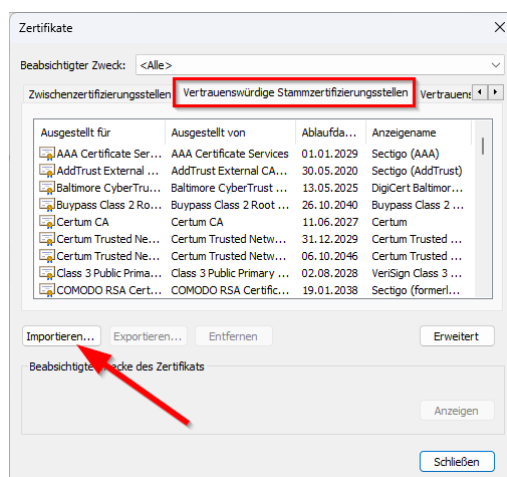 Zertifikate
Beabsichtigter Zweck: <Alle>
Zwischenzertifizierungsstellen Vertrauenswürdige Stammzertifizierungsstellen Vertrauens
Ausgestellt für Ausgestellt von Ablaufda... Anzeigename
AAA Certificate Ser... AAA Certificate Services 01.01.2029 Sectigo (AAA)
AddTrust External ... AddTrust External CA... 30.05.2020 Sectigo (AddTrust)
Baltimore CyberTru... Baltimore CyberTrust ... 13.05.2025 DigiCert Baltimor...
Buypass Class 2 Ro... Buypass Class 2 Root ... 26.10.2040 Buypass Class 2 ...
Certum CA Certum CA 11.06.2027 Certum
Certum Trusted Ne... Certum Trusted Netw... 31.12.2029 Certum Trusted ...
Certum Trusted Ne... Certum Trusted Netw... 06.10.2046 Certum Trusted ...
Class 3 Public Prima... Class 3 Public Primary ... 02.08.2028 VeriSign Class 3 ...
COMODO RSA Cert... COMODO RSA Certific... 19.01.2038 Sectigo (formerl...
Importieren... Exportieren... Entfernen Erweitert
Beabsichtigte Zwecke des Zertifikats
Anzeigen
Schließen